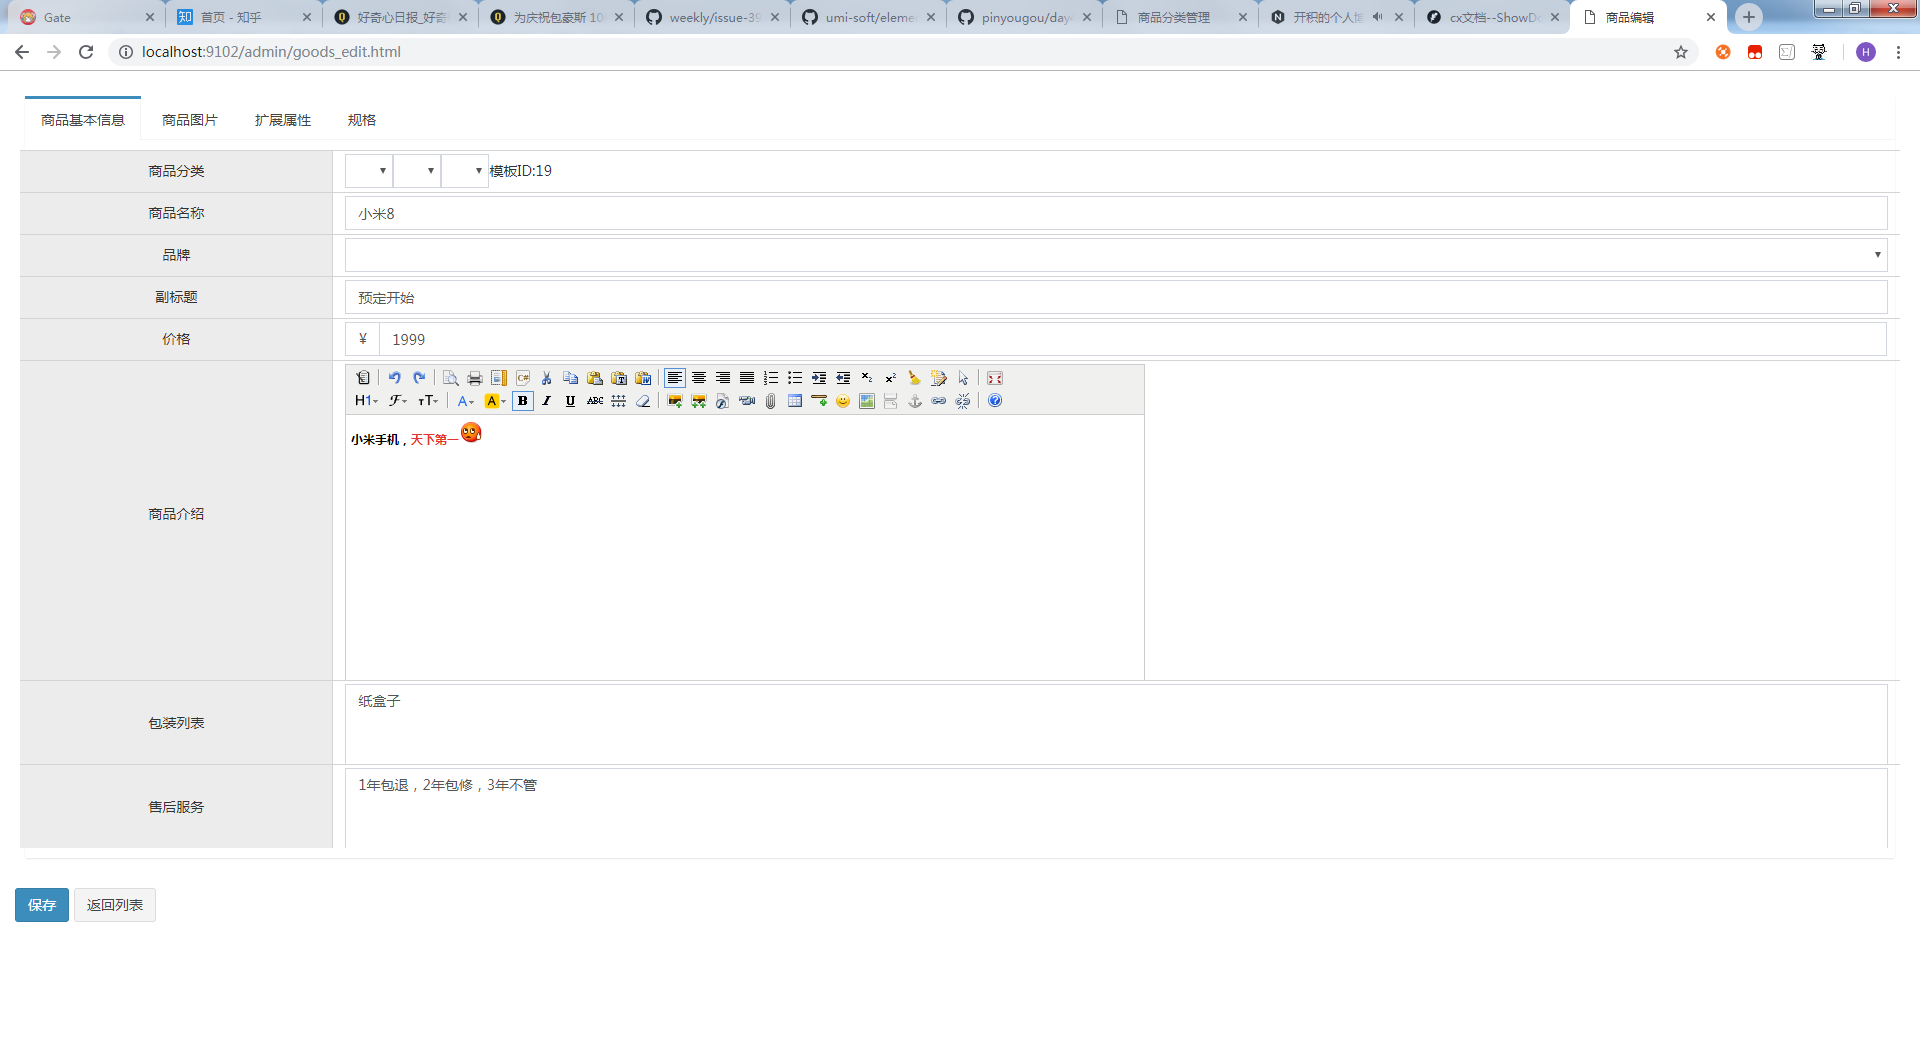 Gate
首页 - 知乎
好奇心日报_好奇
为庆祝包豪斯 10
weekly/issue-39
umi-soft/eleme
pinyougou/day
商品分类管理
开积的个人博
cx文档--ShowDo
商品编辑
localhost:9102/admin/goods_edit.html
H
商品基本信息 商品图片 扩展属性 规格
商品分类 模板ID:19
商品名称 小米8
品牌
副标题 预定开始
价格 ¥ 1999
H1 F тT A A B I U ABC
商品介绍
小米手机，天下第一
包装列表 纸盒子
售后服务 1年包退，2年包修，3年不管
保存 返回列表